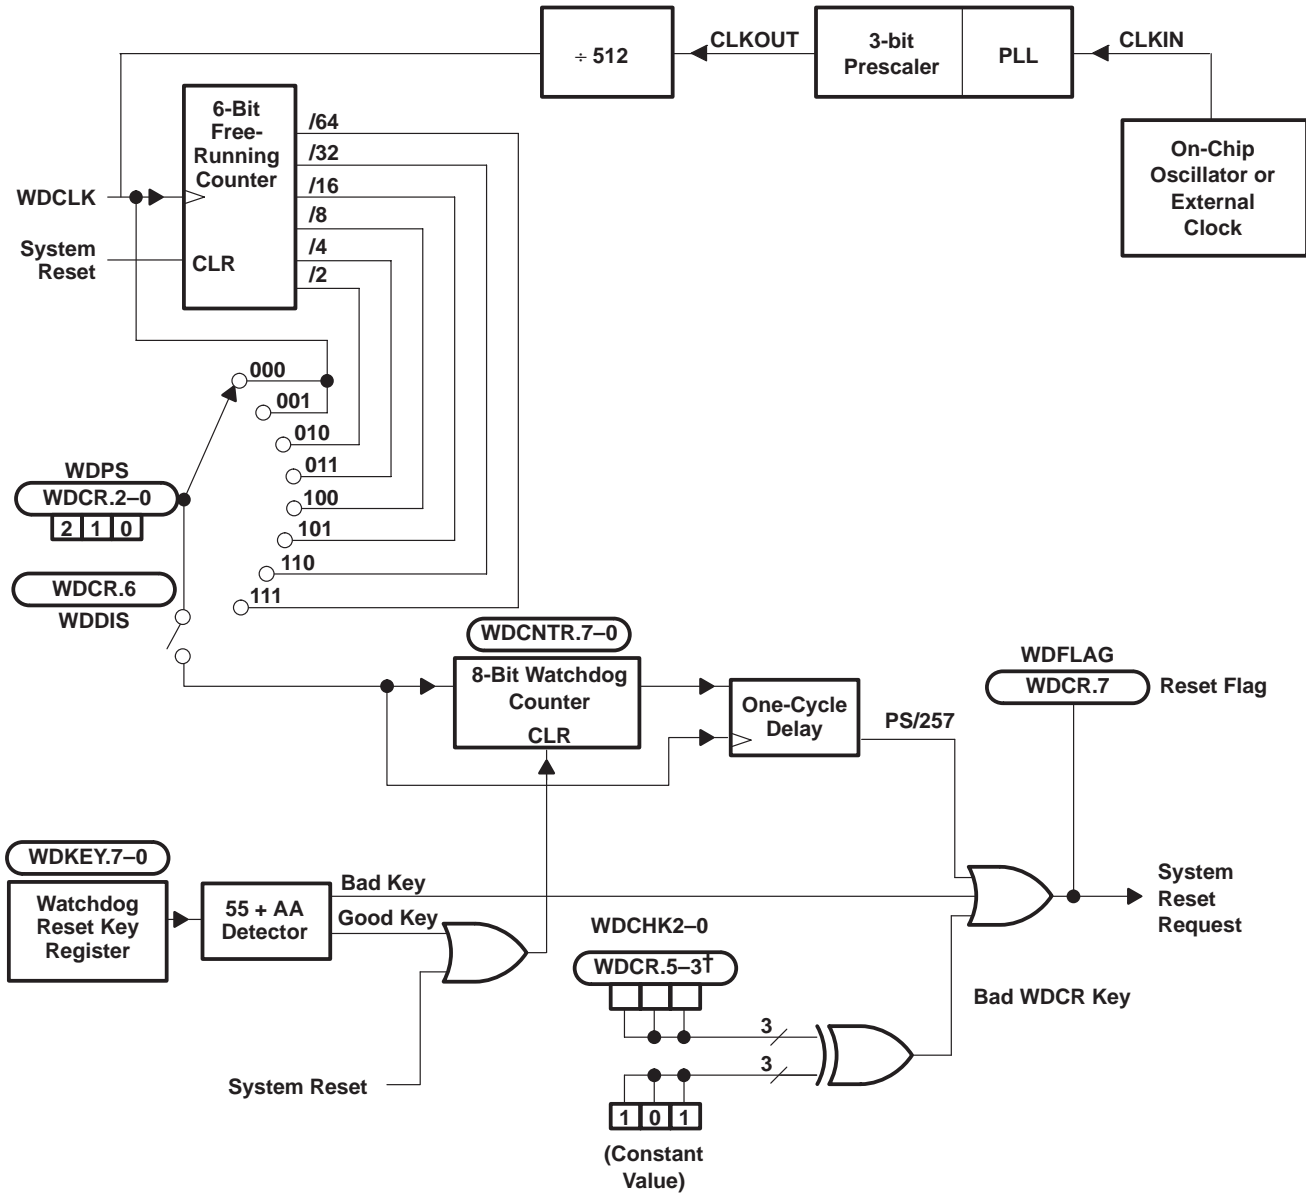 ÷ 512
CLKOUT
3-bit
Prescaler
PLL
CLKIN
On-Chip
Oscillator or
External
Clock
6-Bit
Free-
Running
Counter
CLR
/64
/32
/16
/8
/4
/2
WDCLK
System
Reset
000
001
010
011
100
101
110
111
WDPS
WDCR.2–0
2 1 0
WDCR.6
WDDIS
WDCNTR.7–0
8-Bit Watchdog
Counter
CLR
One-Cycle
Delay
PS/257
WDFLAG
WDCR.7
Reset Flag
WDKEY.7–0
Watchdog
Reset Key
Register
55 + AA
Detector
Bad Key
Good Key
System
Reset
Request
WDCHK2–0
WDCR.5–3†
Bad WDCR Key
3
3
System Reset
1 0 1
(Constant
Value)